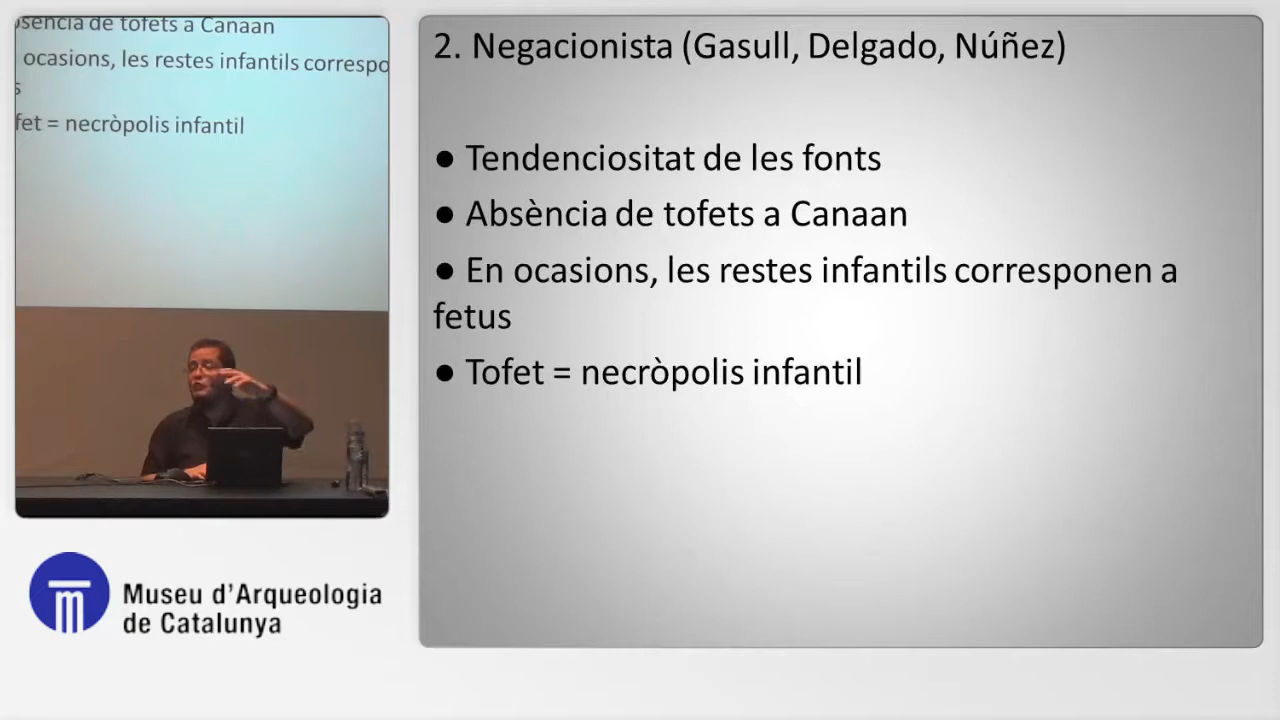 sència de tofets a Canaan
ocasions, les restes infantils correspo
s
fet = necròpolis infantil
2. Negacionista (Gasull, Delgado, Núñez)
● Tendenciositat de les fonts
● Absència de tofets a Canaan
● En ocasions, les restes infantils corresponen a
fetus
● Tofet = necròpolis infantil
m
Museu d'Arqueologia
de Catalunya